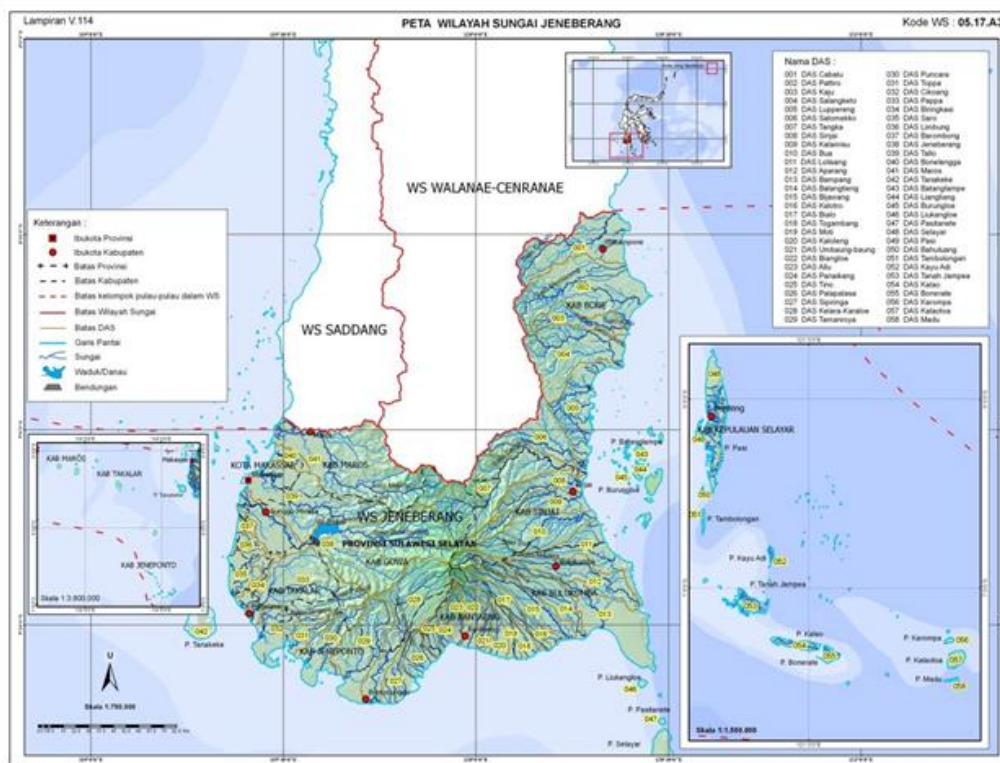 Lampiran V.114
PETA WILAYAH SUNGAI JENEBERANG
Kode WS : 05.17.A3
Nama DAS :
001 DAS Cabalu
002 DAS Pattiro
003 DAS Kaju
004 DAS Salangketo
005 DAS Luppereng
006 DAS Salomekko
007 DAS Tangka
008 DAS Sinjai
009 DAS Kalamisu
010 DAS Bua
011 DAS Lolisang
012 DAS Aparang
013 DAS Bampang
014 DAS Balangtieng
015 DAS Bijawang
016 DAS Kalotro
017 DAS Bialo
018 DAS Togambang
019 DAS Moti
020 DAS Kaloleng
021 DAS Umbaung-baung
022 DAS Biangloe
023 DAS Allu
024 DAS Panaikang
025 DAS Tino
026 DAS Palapalasa
027 DAS Sipiringa
028 DAS Kelara-Karaloe
029 DAS Tamanroya
030 DAS Puncara
031 DAS Toppa
032 DAS Cikoang
033 DAS Pappa
034 DAS Biringkasi
035 DAS Saro
036 DAS Limbung
037 DAS Barombong
038 DAS Jeneberang
039 DAS Tallo
040 DAS Bonelengga
041 DAS Maros
042 DAS Tanakeke
043 DAS Batanglampe
044 DAS Liangliang
045 DAS Burungloe
046 DAS Liukangloe
047 DAS Pasitanete
048 DAS Selayar
049 DAS Pasi
050 DAS Bahuluang
051 DAS Tambolongan
052 DAS Kayu Adi
053 DAS Tanah Jampea
054 DAS Kalao
055 DAS Bonerate
056 DAS Karompa
057 DAS Kalaotoa
058 DAS Madu
WS WALANAE-CENRANAE
WS SADDANG
Keterangan :
Ibukota Provinsi
Ibukota Kabupaten
Batas Provinsi
Batas Kabupaten
Batas kelompok pulau-pulau dalam WS
Batas Wilayah Sungai
Batas DAS
Garis Pantai
Sungai
Waduk/Danau
Bendungan
KAB BONE
KOTA MAKASSAR
KAB MAROS
WS JENEBERANG
PROVINSI SULAWESI SELATAN
KAB GOWA
KAB SINJAI
KAB BULUKUMBA
KAB BANTAENG
KAB TAKALAR
KAB JENEPONTO
P. Batanglampe
P. Burungloe
P. Tanakeke
P. Liukangloe
P. Pasitanete
P. Selayar
KAB MAROS
KAB TAKALAR
P. Tanakeke
KAB JENEPONTO
Skala 1:3.600.000
U
Skala 1:750.000
KAB KEPULAUAN SELAYAR
P. Pasi
P. Tambolongan
P. Kayu Adi
P. Tanah Jampea
P. Kalao
P. Bonerate
P. Karompa
P. Kalaotoa
P. Madu
Skala 1:1,500.000